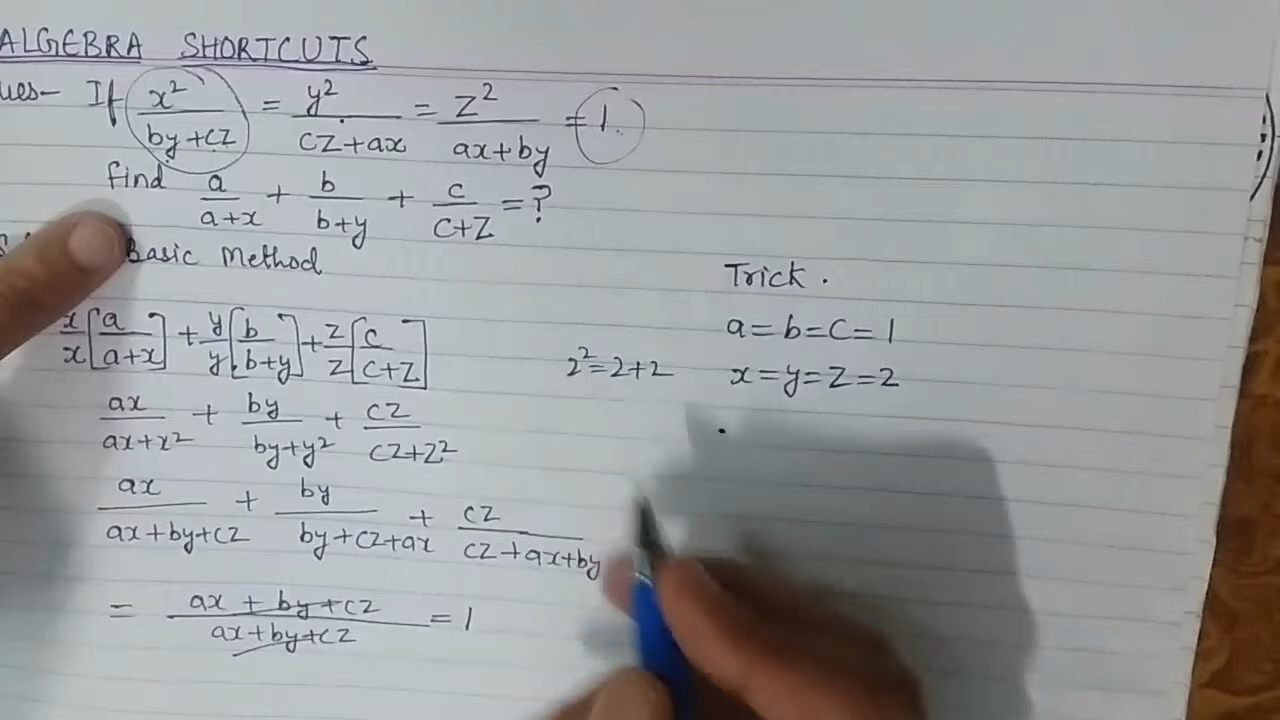 ALGEBRA SHORTCUTS
ues- If x²/by+cz = y²/cz+ax = z²/ax+by = 1.
find a/a+x + b/b+y + c/c+z = ?
Basic Method
x/x[a/a+x] + y/y[b/b+y] + z/z[c/c+z]
ax/ax+x² + by/by+y² + cz/cz+z²
ax/ax+by+cz + by/by+cz+ax + cz/cz+ax+by
= ax+by+cz/ax+by+cz = 1
Trick.
a=b=c=1
2²=2+2
x=y=z=2